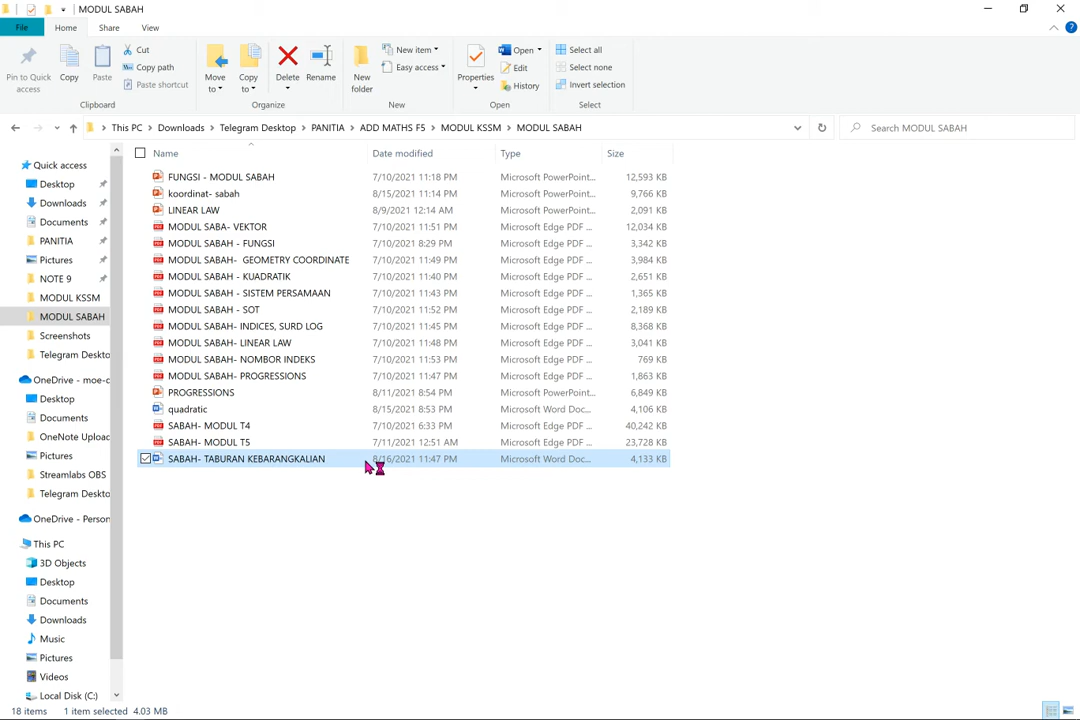 MODUL SABAH
File Home Share View
Pin to Quick access
Copy
Paste
Cut
Copy path
Paste shortcut
Move to
Copy to
Delete
Rename
New folder
New item
Easy access
Properties
Open
Edit
History
Select all
Select none
Invert selection
Clipboard Organize New Open Select
This PC Downloads Telegram Desktop PANITIA ADD MATHS F5 MODUL KSSM MODUL SABAH
Search MODUL SABAH
Quick access
Desktop
Downloads
Documents
PANITIA
Pictures
NOTE 9
MODUL KSSM
MODUL SABAH
Screenshots
Telegram Deskto
OneDrive - moe-c
Desktop
Documents
OneNote Upload
Pictures
Streamlabs OBS
Telegram Deskto
OneDrive - Person
This PC
3D Objects
Desktop
Documents
Downloads
Music
Pictures
Videos
Local Disk (C:)
Name Date modified Type Size
FUNGSI - MODUL SABAH 7/10/2021 11:18 PM Microsoft PowerPoint... 12,593 KB
koordinat- sabah 8/15/2021 11:14 PM Microsoft PowerPoint... 9,766 KB
LINEAR LAW 8/9/2021 12:14 AM Microsoft PowerPoint... 2,091 KB
MODUL SABA- VEKTOR 7/10/2021 11:51 PM Microsoft Edge PDF ... 12,034 KB
MODUL SABAH - FUNGSI 7/10/2021 8:29 PM Microsoft Edge PDF ... 3,342 KB
MODUL SABAH- GEOMETRY COORDINATE 7/10/2021 11:49 PM Microsoft Edge PDF ... 3,984 KB
MODUL SABAH - KUADRATIK 7/10/2021 11:40 PM Microsoft Edge PDF ... 2,651 KB
MODUL SABAH - SISTEM PERSAMAAN 7/10/2021 11:43 PM Microsoft Edge PDF ... 1,365 KB
MODUL SABAH - SOT 7/10/2021 11:52 PM Microsoft Edge PDF ... 2,189 KB
MODUL SABAH- INDICES, SURD LOG 7/10/2021 11:45 PM Microsoft Edge PDF ... 8,368 KB
MODUL SABAH- LINEAR LAW 7/10/2021 11:48 PM Microsoft Edge PDF ... 3,041 KB
MODUL SABAH- NOMBOR INDEKS 7/10/2021 11:53 PM Microsoft Edge PDF ... 769 KB
MODUL SABAH- PROGRESSIONS 7/10/2021 11:47 PM Microsoft Edge PDF ... 1,863 KB
PROGRESSIONS 8/11/2021 8:54 PM Microsoft PowerPoint... 6,849 KB
quadratic 8/15/2021 8:53 PM Microsoft Word Doc... 4,106 KB
SABAH- MODUL T4 7/10/2021 6:33 PM Microsoft Edge PDF ... 40,242 KB
SABAH- MODUL T5 7/11/2021 12:51 AM Microsoft Edge PDF ... 23,728 KB
SABAH- TABURAN KEBARANGKALIAN 8/16/2021 11:47 PM Microsoft Word Doc... 4,133 KB
18 items 1 item selected 4.03 MB